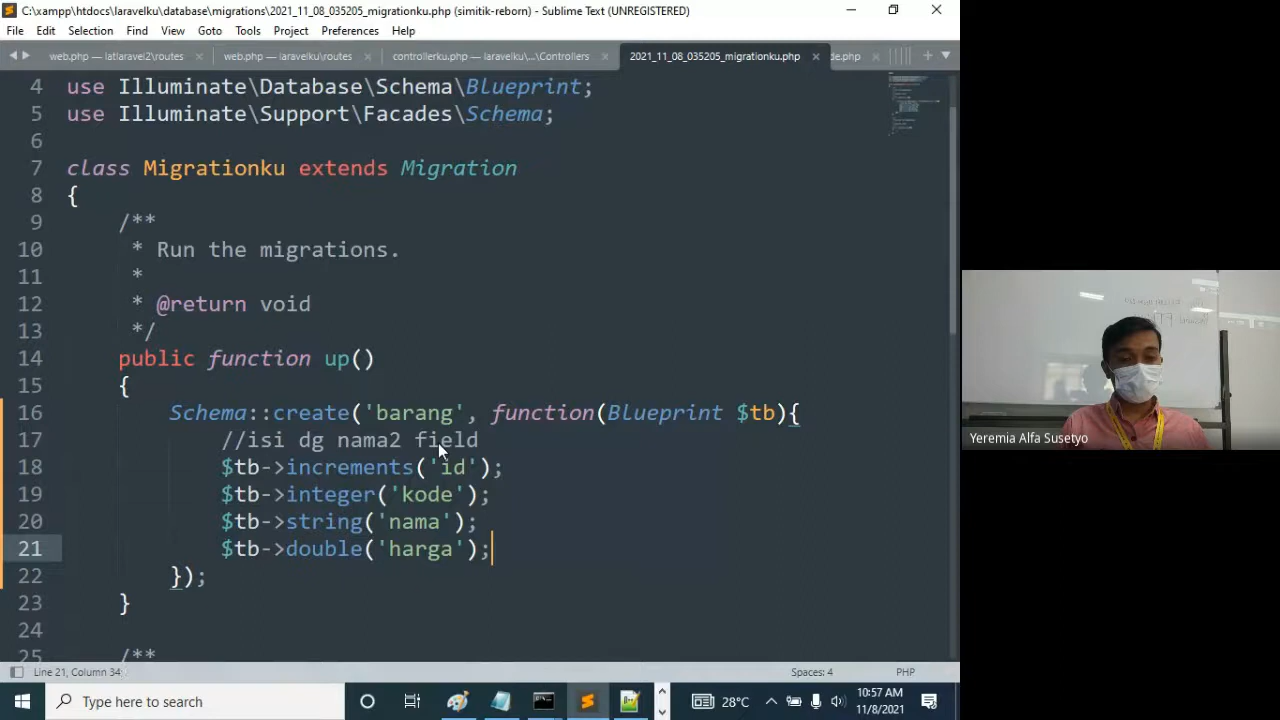 C:\xampp\htdocs\laravelku\database\migrations\2021_11_08_035205_migrationku.php (simitik-reborn) - Sublime Text (UNREGISTERED)
File Edit Selection Find View Goto Tools Project Preferences Help
web.php — latlaravel2\routes web.php — laravelku\routes controllerku.php — laravelku\...\Controllers 2021_11_08_035205_migrationku.php de.php
4 use Illuminate\Database\Schema\Blueprint;
5 use Illuminate\Support\Facades\Schema;
6
7 class Migrationku extends Migration
8 {
9 /**
10 * Run the migrations.
11 *
12 * @return void
13 */
14 public function up()
15 {
16 Schema::create('barang', function(Blueprint $tb){
17 //isi dg nama2 field
18 $tb->increments('id');
19 $tb->integer('kode');
20 $tb->string('nama');
21 $tb->double('harga');
22 });
23 }
24
25 /**
Yeremia Alfa Susetyo
Line 21, Column 34 Spaces: 4 PHP
Type here to search 28°C 10:57 AM
11/8/2021